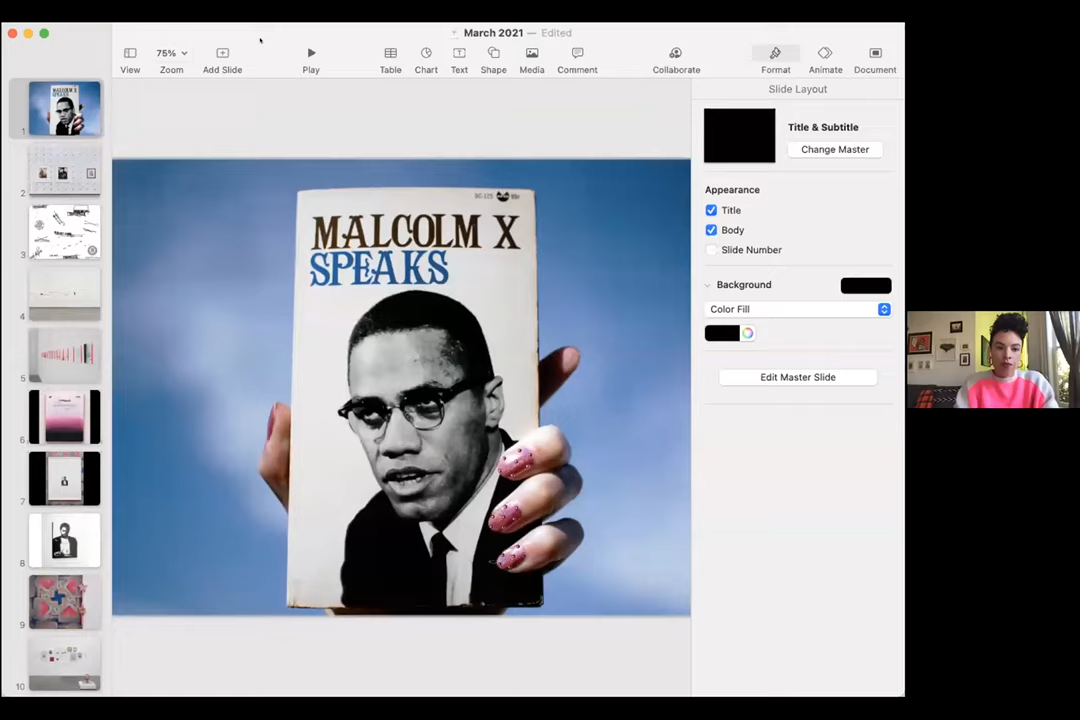 March 2021 — Edited
75%
View
Zoom
Add Slide
Play
Table
Chart
Text
Shape
Media
Comment
Collaborate
Format
Animate
Document
Slide Layout
Title & Subtitle
Change Master
Appearance
Title
Body
Slide Number
Background
Color Fill
Edit Master Slide
MALCOLM X
SPEAKS
MALCOLM X
SPEAKS
1
2
3
4
5
6
7
8
9
10